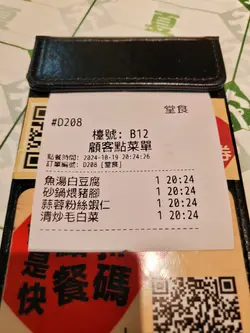 堂食
#D208
檯號: B12
顧客點菜單
點餐時間: 2024-10-19 20:24:26
[訂單編號: D208 [堂食]
魚湯白豆腐 1 20:24
砂鍋煨豬腳 1 20:24
蒜蓉粉絲蝦仁 1 20:24
清炒毛白菜 1 20:24
是
快
餐
碼